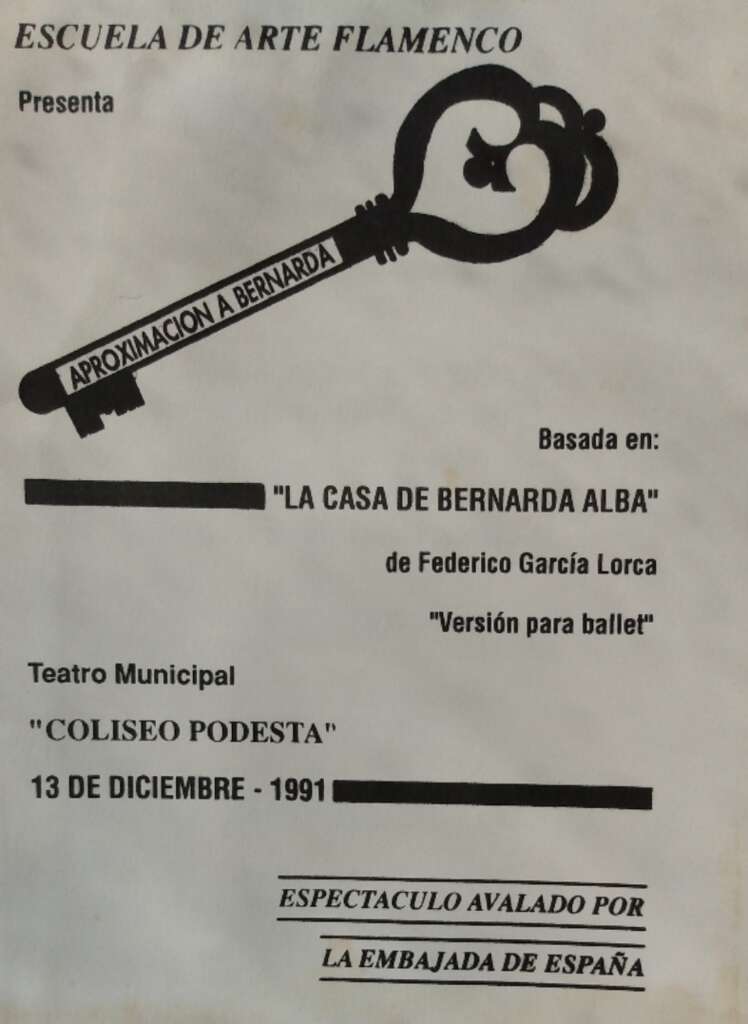 ESCUELA DE ARTE FLAMENCO
Presenta
APROXIMACION A BERNARDA
Basada en:
"LA CASA DE BERNARDA ALBA"
de Federico García Lorca
"Versión para ballet"
Teatro Municipal
"COLISEO PODESTA"
13 DE DICIEMBRE - 1991
ESPECTACULO AVALADO POR
LA EMBAJADA DE ESPAÑA